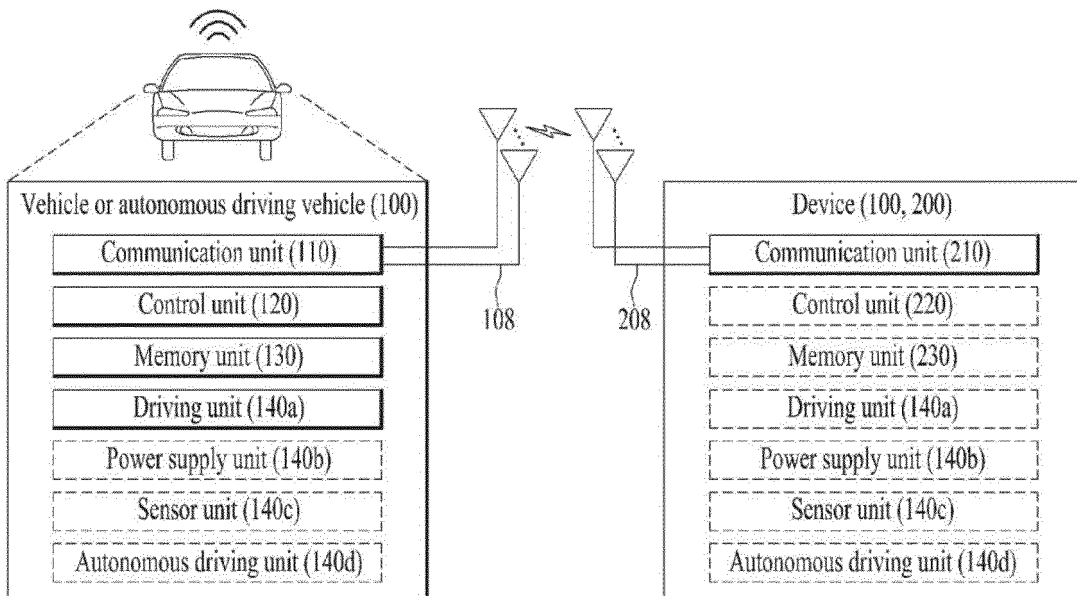 Vehicle or autonomous driving vehicle (100)
Communication unit (110)
Control unit (120)
Memory unit (130)
Driving unit (140a)
Power supply unit (140b)
Sensor unit (140c)
Autonomous driving unit (140d)
108
208
Device (100, 200)
Communication unit (210)
Control unit (220)
Memory unit (230)
Driving unit (140a)
Power supply unit (140b)
Sensor unit (140c)
Autonomous driving unit (140d)